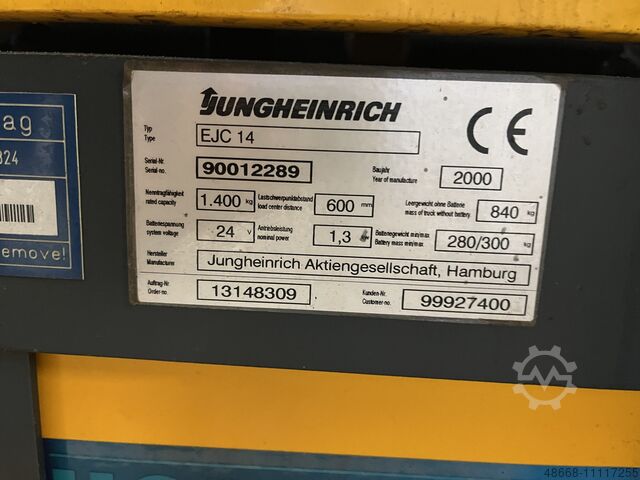 JUNGHEINRICH
CE
Typ
Type
EJC 14
Serial-Nr.
Serial-no.
90012289
Baujahr
Year of manufacture
2000
Nenntragfähigkeit
rated capacity
1.400 kg
Lastschwerpunktabstand
load center distance
600 mm
Leergewicht ohne Batterie
mass of truck without battery
840 kg
Batteriespannung
system voltage
24 V
Antriebsleistung
nominal power
1,3
Batteriegewicht min/max
Battery mass min/max
280/300 kg
Hersteller
Manufacturer
Jungheinrich Aktiengesellschaft, Hamburg
Auftrag-Nr.
Order-no.
13148309
Kunden-Nr.
Customer-no.
99927400
ag
324
emove!
48668-11117255